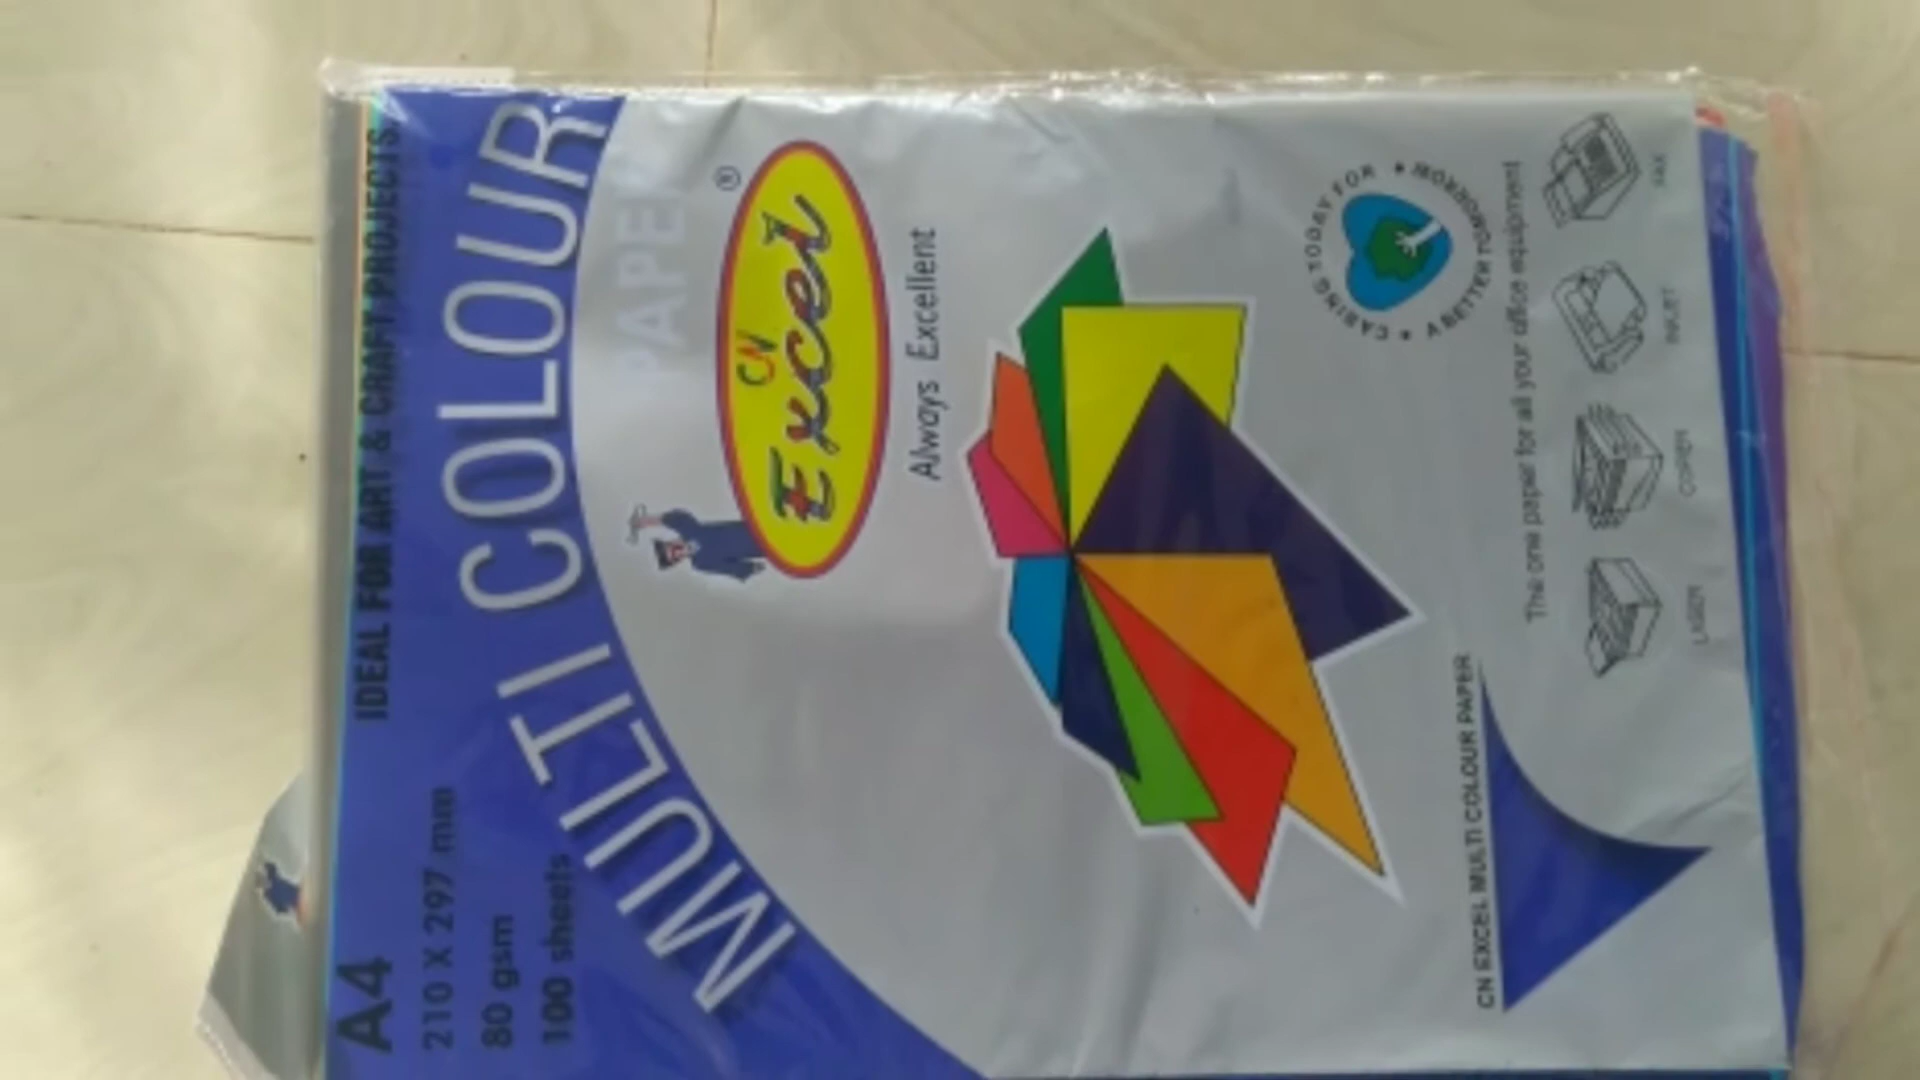 A4
IDEAL FOR ART & CRAFT PROJECTS
210 X 297 mm
80 gsm
100 sheets
MULTI COLOUR
PAPER
CN
Excel ®
Always Excellent
CARING TODAY FOR
A BETTER TOMORROW
CN EXCEL MULTI COLOUR PAPER
The one paper for all your office equipment
LASER
COPIER
INKJET
FAX